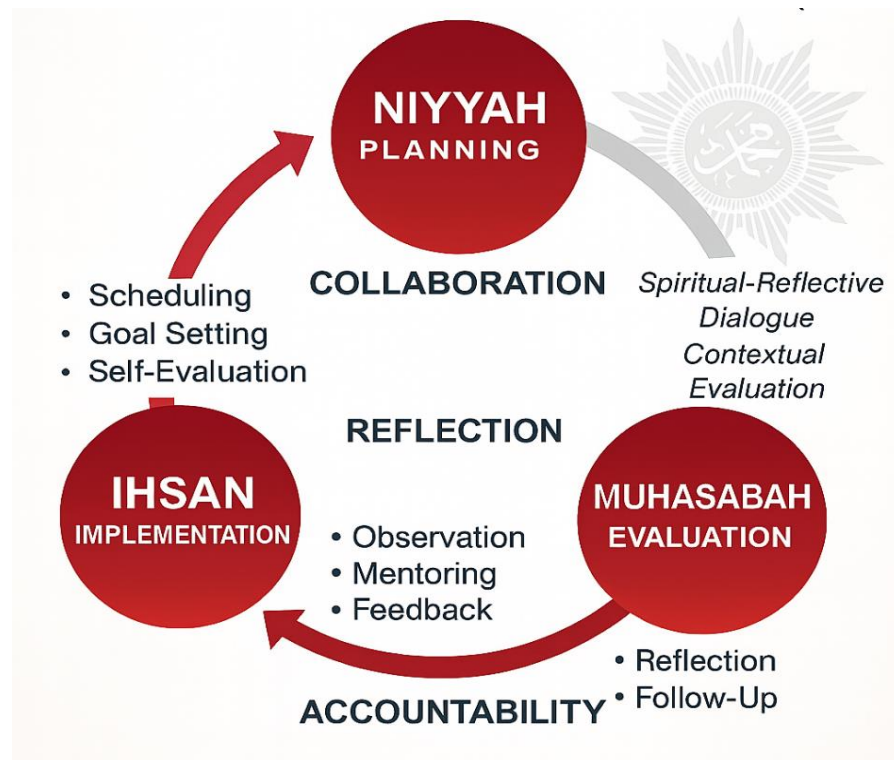 NIYYAH
PLANNING
COLLABORATION
Spiritual-Reflective
Dialogue
Contextual
Evaluation
• Scheduling
• Goal Setting
• Self-Evaluation
REFLECTION
IHSAN
IMPLEMENTATION
MUHASABAH
EVALUATION
• Observation
• Mentoring
• Feedback
• Reflection
• Follow-Up
ACCOUNTABILITY